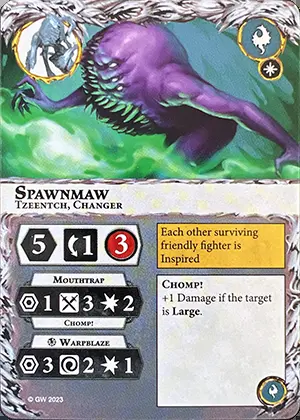 SPAWNMAW
TZEENTCH, CHANGER
5 1 3
Each other surviving
friendly fighter is
Inspired
MOUTHTRAP
1 3 2
CHOMP!
WARPBLAZE
3 2 1
CHOMP!
+1 Damage if the target
is Large.
© GW 2023